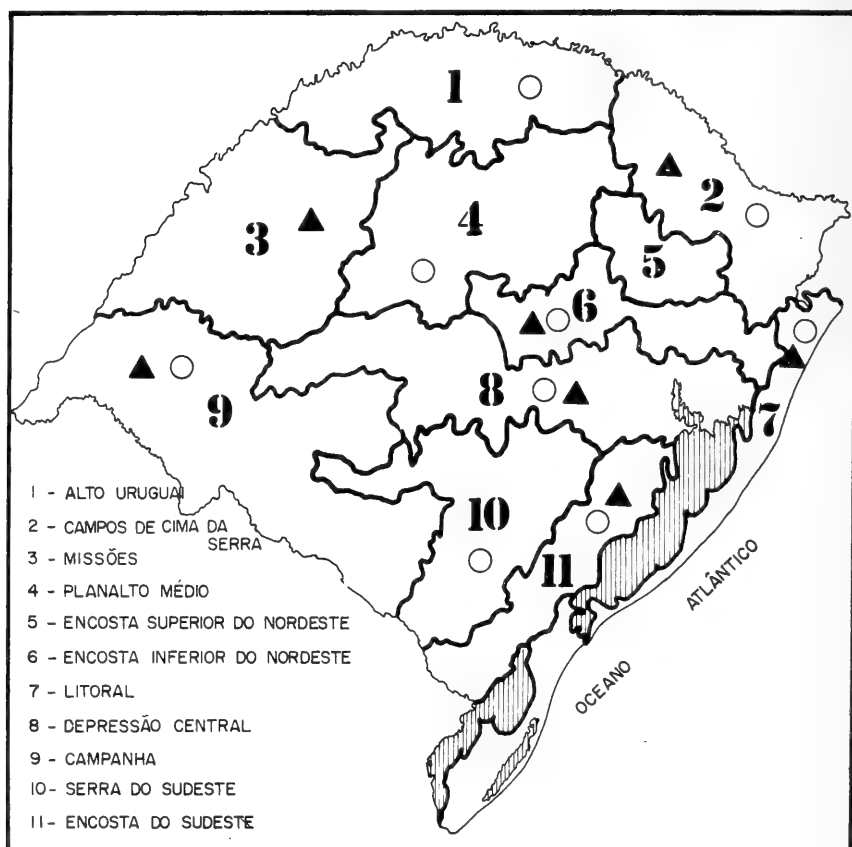 1
2
3
4
5
6
7
8
9
10
11
1 - ALTO URUGUAI
2 - CAMPOS DE CIMA DA
SERRA
3 - MISSÕES
4 - PLANALTO MÉDIO
5 - ENCOSTA SUPERIOR DO NORDESTE
6 - ENCOSTA INFERIOR DO NORDESTE
7 - LITORAL
8 - DEPRESSÃO CENTRAL
9 - CAMPANHA
10 - SERRA DO SUDESTE
11 - ENCOSTA DO SUDESTE
OCEANO
ATLÂNTICO